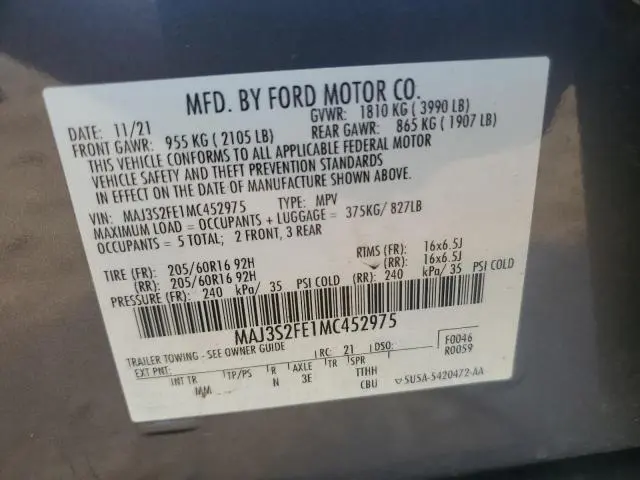 MFD. BY FORD MOTOR CO.
DATE: 11/21 GVWR: 1810 KG ( 3990 LB)
FRONT GAWR: 955 KG ( 2105 LB) REAR GAWR: 865 KG ( 1907 LB)
THIS VEHICLE CONFORMS TO ALL APPLICABLE FEDERAL MOTOR
VEHICLE SAFETY AND THEFT PREVENTION STANDARDS
IN EFFECT ON THE DATE OF MANUFACTURE SHOWN ABOVE.
VIN: MAJ3S2FE1MC452975 TYPE: MPV
MAXIMUM LOAD = OCCUPANTS + LUGGAGE = 375KG/ 827LB
OCCUPANTS = 5 TOTAL; 2 FRONT, 3 REAR
TIRE (FR): 205/60R16 92H RTMS (FR): 16x6.5J
(RR): 205/60R16 92H (RR): 16x6.5J
PRESSURE (FR): 240 kPa/ 35 PSI COLD (RR): 240 kPa/ 35 PSI COLD
MAJ3S2FE1MC452975
TRAILER TOWING - SEE OWNER GUIDE
EXT PNT: RC: 21 DSO: F0046
R0059
INT TR TP/PS R AXLE TR SPR
MM N 3E TTHH
CBU 5U5A-5420472-AA